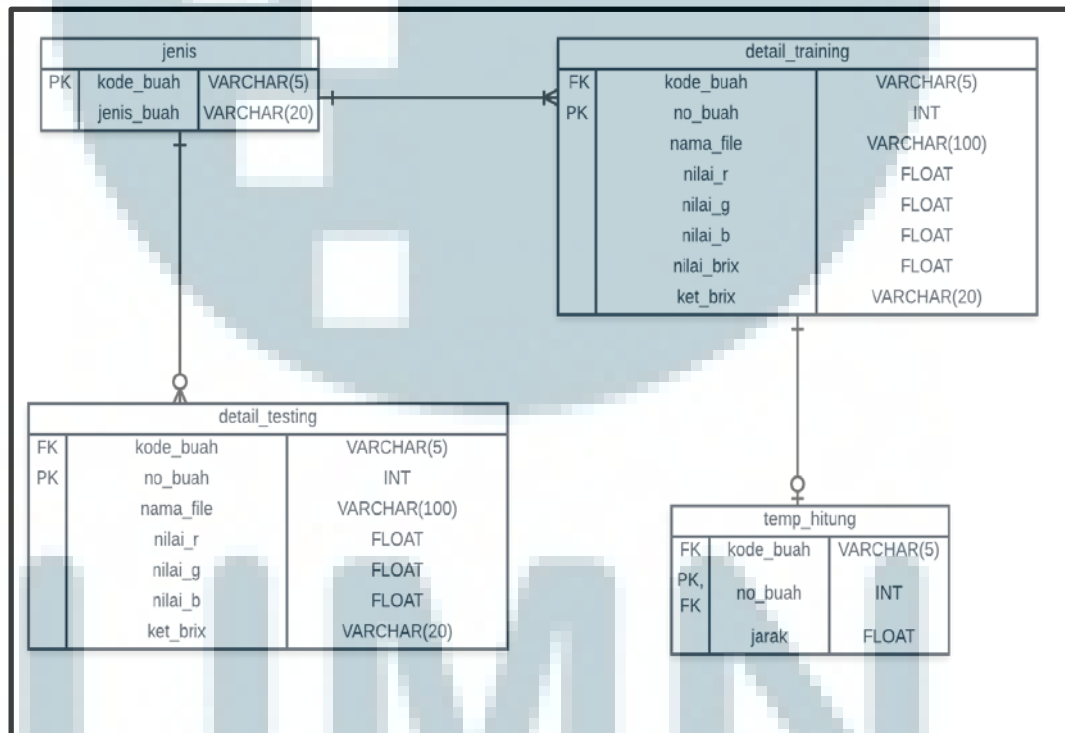 jenis
PK kode_buah VARCHAR(5)
jenis_buah VARCHAR(20)
detail_training
FK kode_buah VARCHAR(5)
PK no_buah INT
nama_file VARCHAR(100)
nilai_r FLOAT
nilai_g FLOAT
nilai_b FLOAT
nilai_brix FLOAT
ket_brix VARCHAR(20)
detail_testing
FK kode_buah VARCHAR(5)
PK no_buah INT
nama_file VARCHAR(100)
nilai_r FLOAT
nilai_g FLOAT
nilai_b FLOAT
ket_brix VARCHAR(20)
temp_hitung
FK kode_buah VARCHAR(5)
PK, FK no_buah INT
jarak FLOAT
UMN